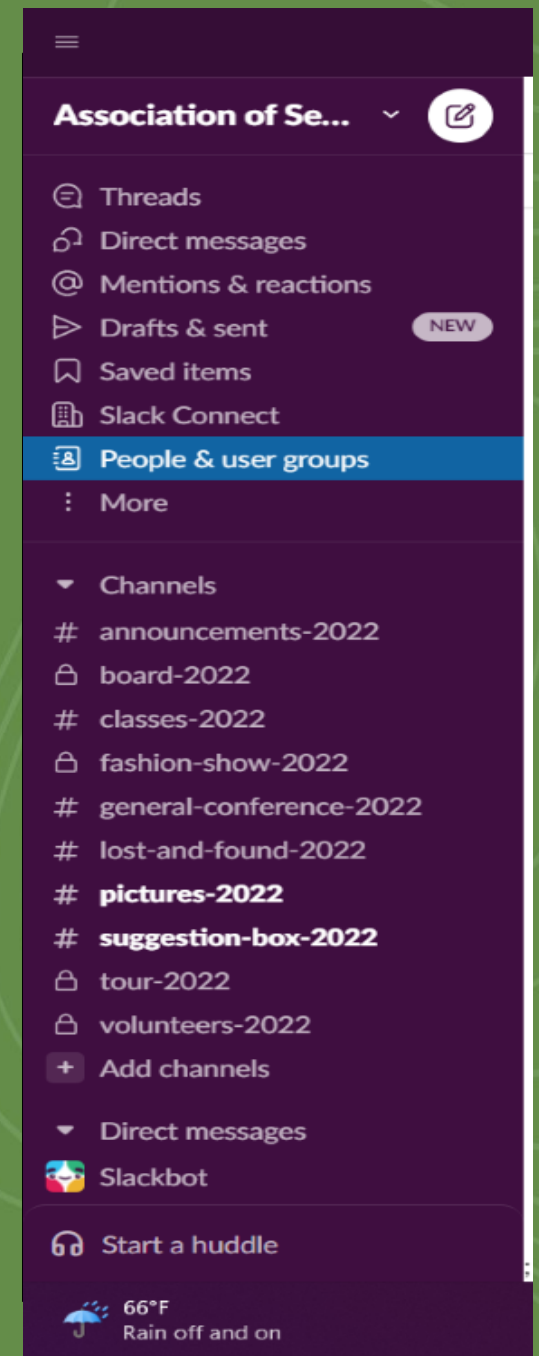 Association of Se...
Threads
Direct messages
@ Mentions & reactions
Drafts & sent NEW
Saved items
Slack Connect
People & user groups
More
Channels
# announcements-2022
board-2022
# classes-2022
fashion-show-2022
# general-conference-2022
# lost-and-found-2022
# pictures-2022
# suggestion-box-2022
tour-2022
volunteers-2022
+ Add channels
Direct messages
Slackbot
Start a huddle
66°F
Rain off and on